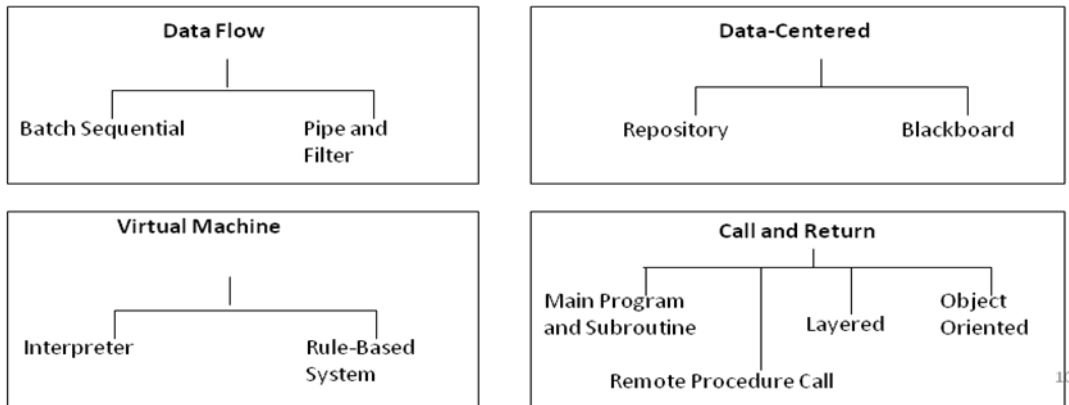 Data Flow
Batch Sequential
Pipe and
Filter
Data-Centered
Repository
Blackboard
Virtual Machine
Interpreter
Rule-Based
System
Call and Return
Main Program
and Subroutine
Remote Procedure Call
Layered
Object
Oriented